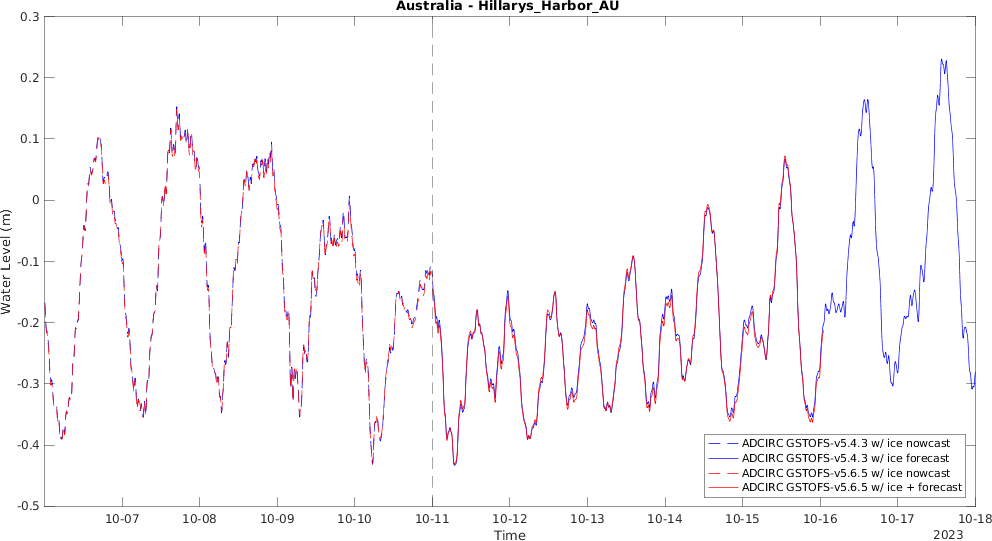 Australia - Hillarys_Harbor_AU
0.3
0.2
0.1
0
-0.1
-0.2
-0.3
-0.4
-0.5
Water Level (m)
10-07 10-08 10-09 10-10 10-11 10-12 10-13 10-14 10-15 10-16 10-17 10-18
Time
2023
ADCIRC GSTOFS-v5.4.3 w/ ice nowcast
ADCIRC GSTOFS-v5.4.3 w/ ice forecast
ADCIRC GSTOFS-v5.6.5 w/ ice nowcast
ADCIRC GSTOFS-v5.6.5 w/ ice + forecast